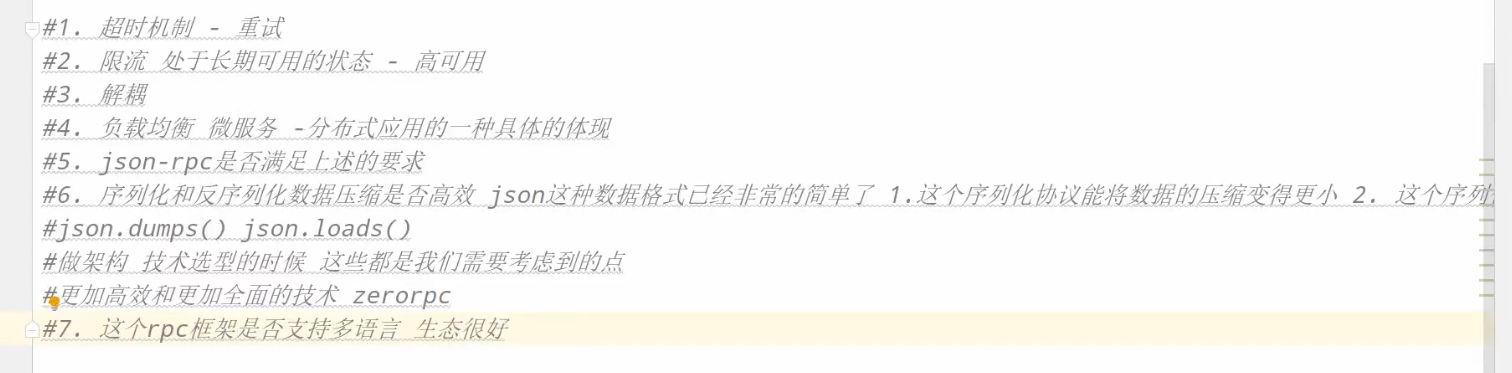 #1. 超时机制 - 重试
#2. 限流 处于长期可用的状态 - 高可用
#3. 解耦
#4. 负载均衡 微服务 -分布式应用的一种具体的体现
#5. json-rpc是否满足上述的要求
#6. 序列化和反序列化数据压缩是否高效 json这种数据格式已经非常的简单了 1.这个序列化协议能将数据的压缩变得更小 2. 这个序列
#json.dumps() json.loads()
#做架构 技术选型的时候 这些都是我们需要考虑到的点
#更加高效和更加全面的技术 zerorpc
#7. 这个rpc框架是否支持多语言 生态很好